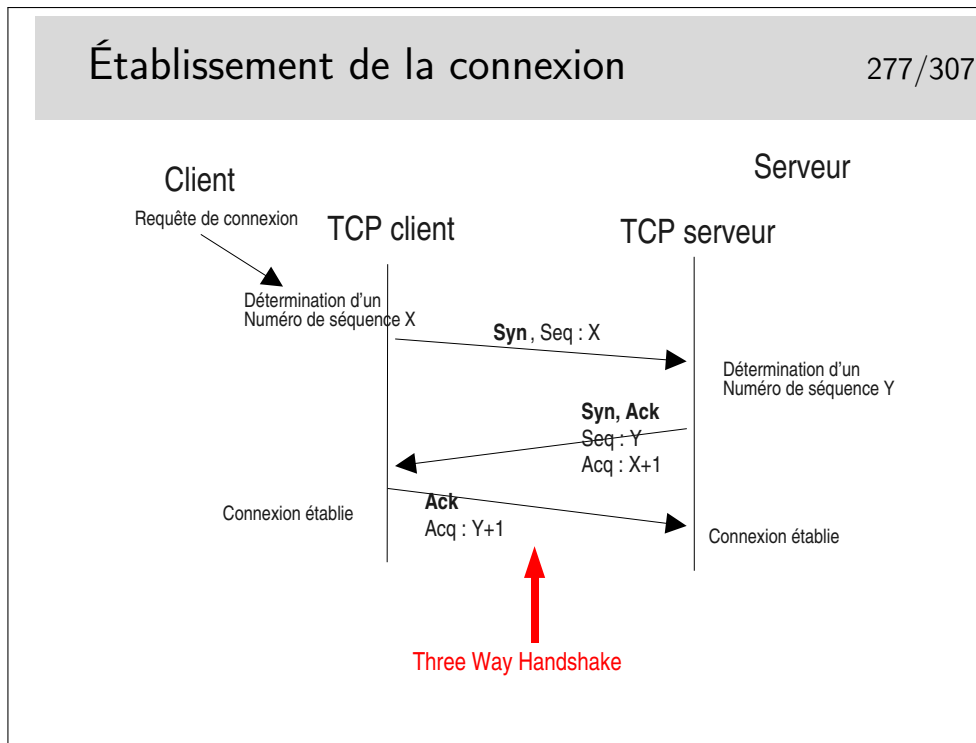 Établissement de la connexion 277/307
Serveur
Client
Requête de connexion
TCP client
TCP serveur
Détermination d'un
Numéro de séquence X
Syn , Seq : X
Détermination d'un
Numéro de séquence Y
Syn, Ack
Seq : Y
Acq : X+1
Ack
Acq : Y+1
Connexion établie
Connexion établie
Three Way Handshake